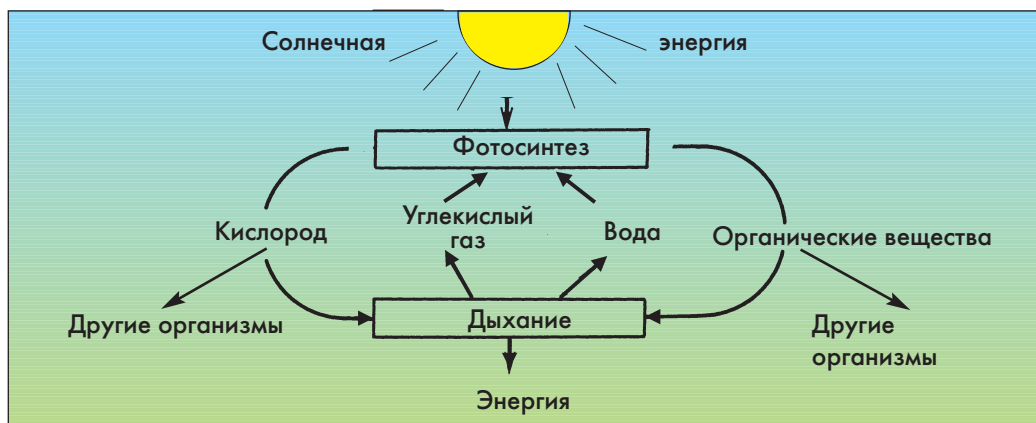 Солнечная энергия
Фотосинтез
Углекислый
газ
Кислород
Вода
Органические вещества
Другие организмы
Дыхание
Другие
организмы
Энергия